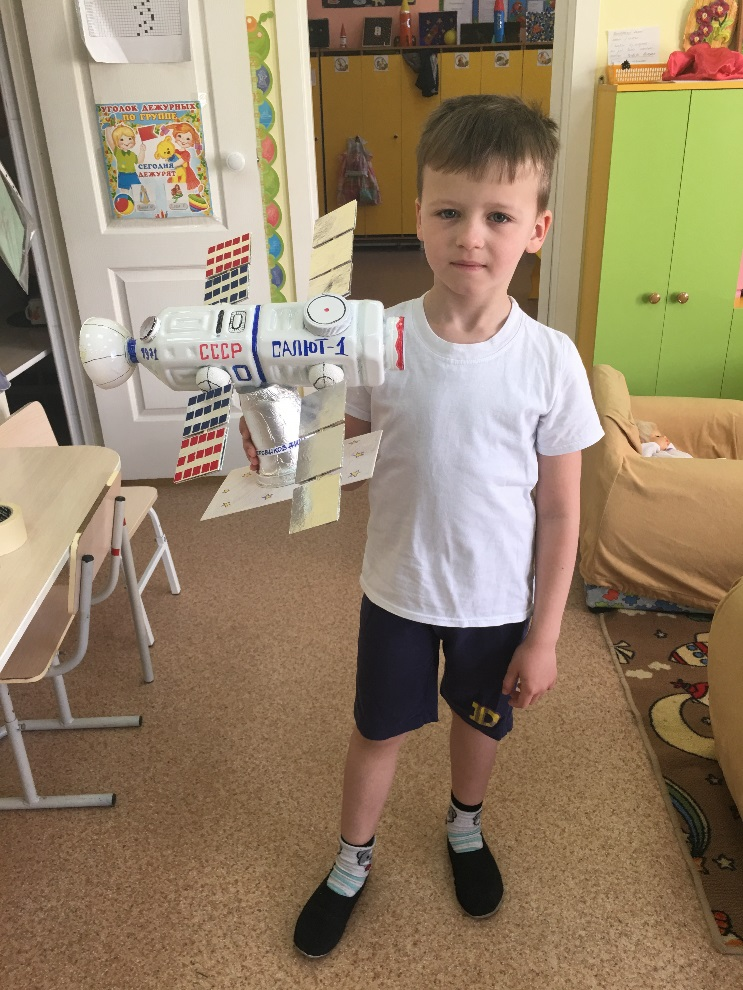 УГОЛОК ДЕЖУРНЫХ
ПО ГРУППЕ
СЕГОДНЯ
ДЕЖУРЯТ
1971
СССР
САЛЮТ-1